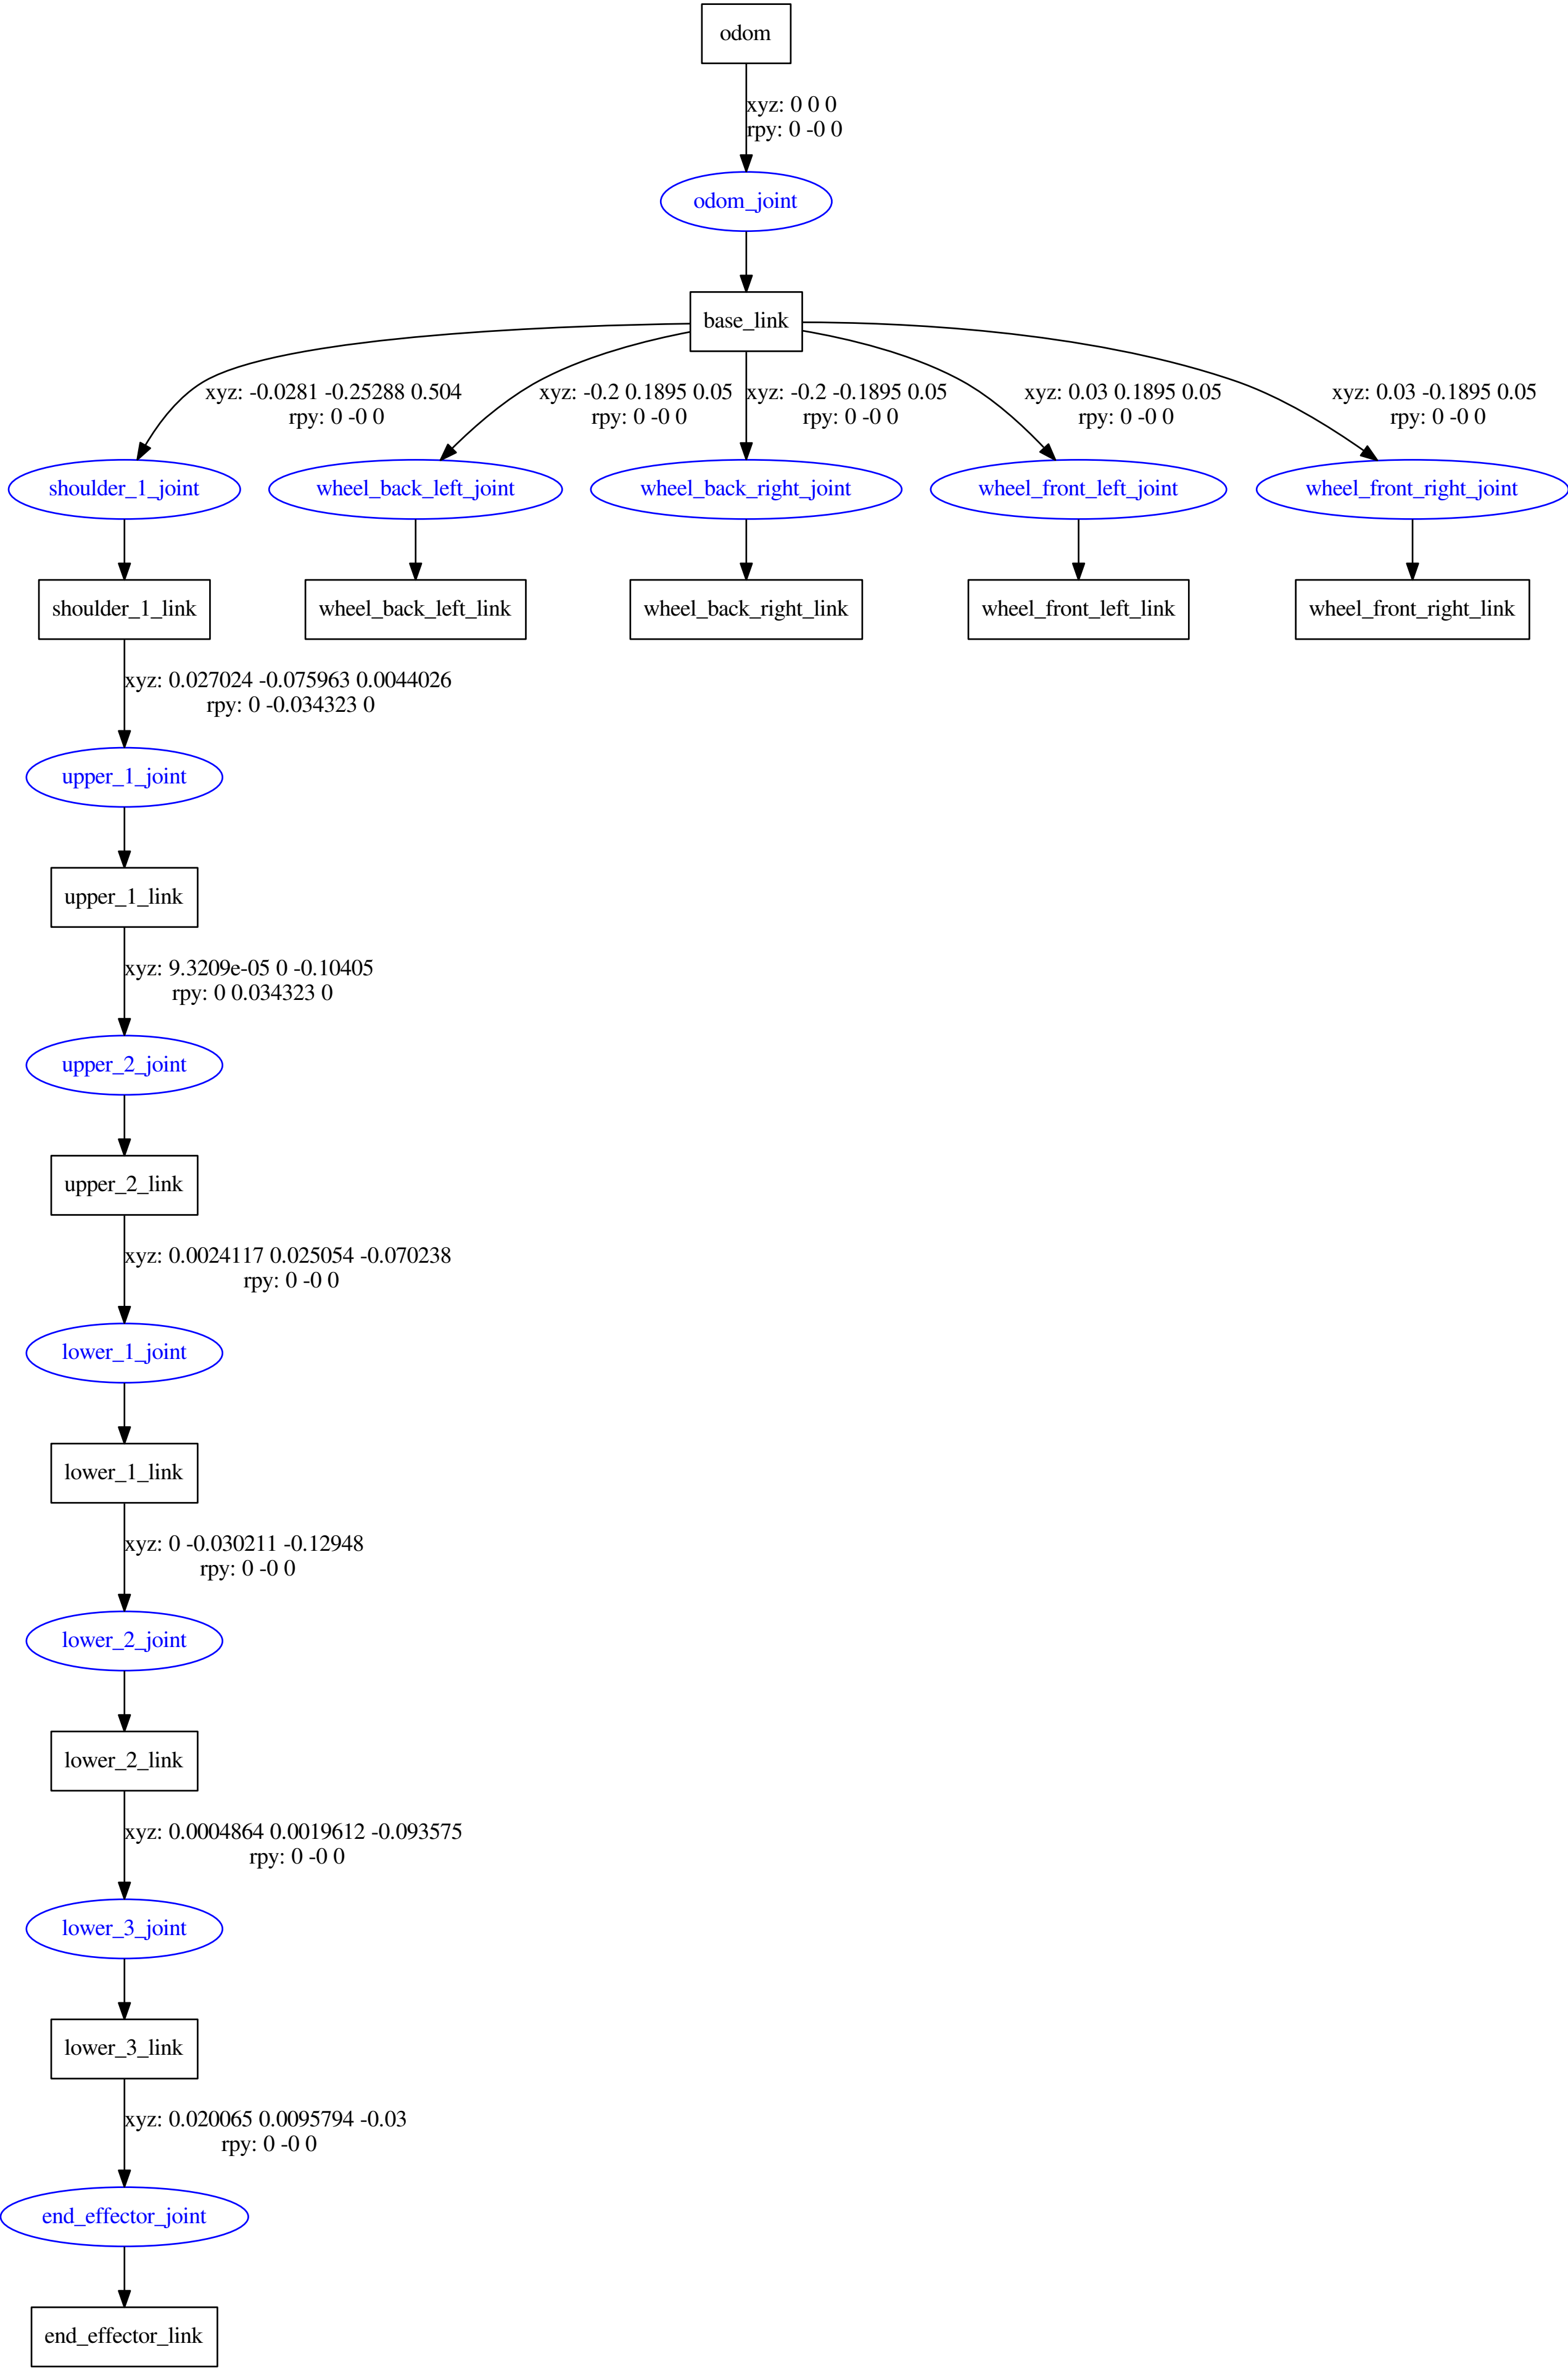 odom
xyz: 0 0 0
rpy: 0 -0 0
odom_joint
base_link
xyz: -0.0281 -0.25288 0.504
rpy: 0 -0 0
xyz: -0.2 0.1895 0.05
rpy: 0 -0 0
xyz: -0.2 -0.1895 0.05
rpy: 0 -0 0
xyz: 0.03 0.1895 0.05
rpy: 0 -0 0
xyz: 0.03 -0.1895 0.05
rpy: 0 -0 0
shoulder_1_joint
wheel_back_left_joint
wheel_back_right_joint
wheel_front_left_joint
wheel_front_right_joint
shoulder_1_link
wheel_back_left_link
wheel_back_right_link
wheel_front_left_link
wheel_front_right_link
xyz: 0.027024 -0.075963 0.0044026
rpy: 0 -0.034323 0
upper_1_joint
upper_1_link
xyz: 9.3209e-05 0 -0.10405
rpy: 0 0.034323 0
upper_2_joint
upper_2_link
xyz: 0.0024117 0.025054 -0.070238
rpy: 0 -0 0
lower_1_joint
lower_1_link
xyz: 0 -0.030211 -0.12948
rpy: 0 -0 0
lower_2_joint
lower_2_link
xyz: 0.0004864 0.0019612 -0.093575
rpy: 0 -0 0
lower_3_joint
lower_3_link
xyz: 0.020065 0.0095794 -0.03
rpy: 0 -0 0
end_effector_joint
end_effector_link